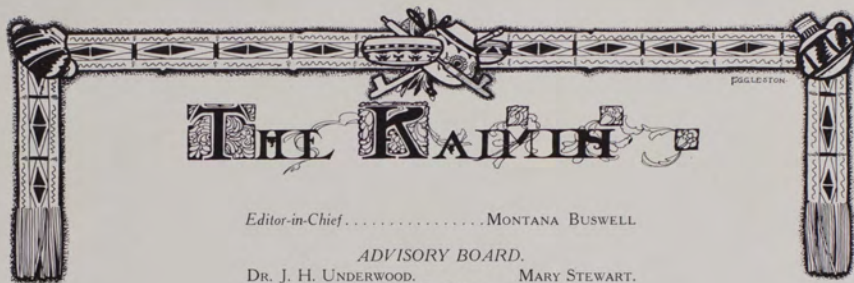 EGGLESTON
THE KAIMIN
Editor-in-Chief.................MONTANA BUSWELL
ADVISORY BOARD.
DR. J. H. UNDERWOOD. MARY STEWART.